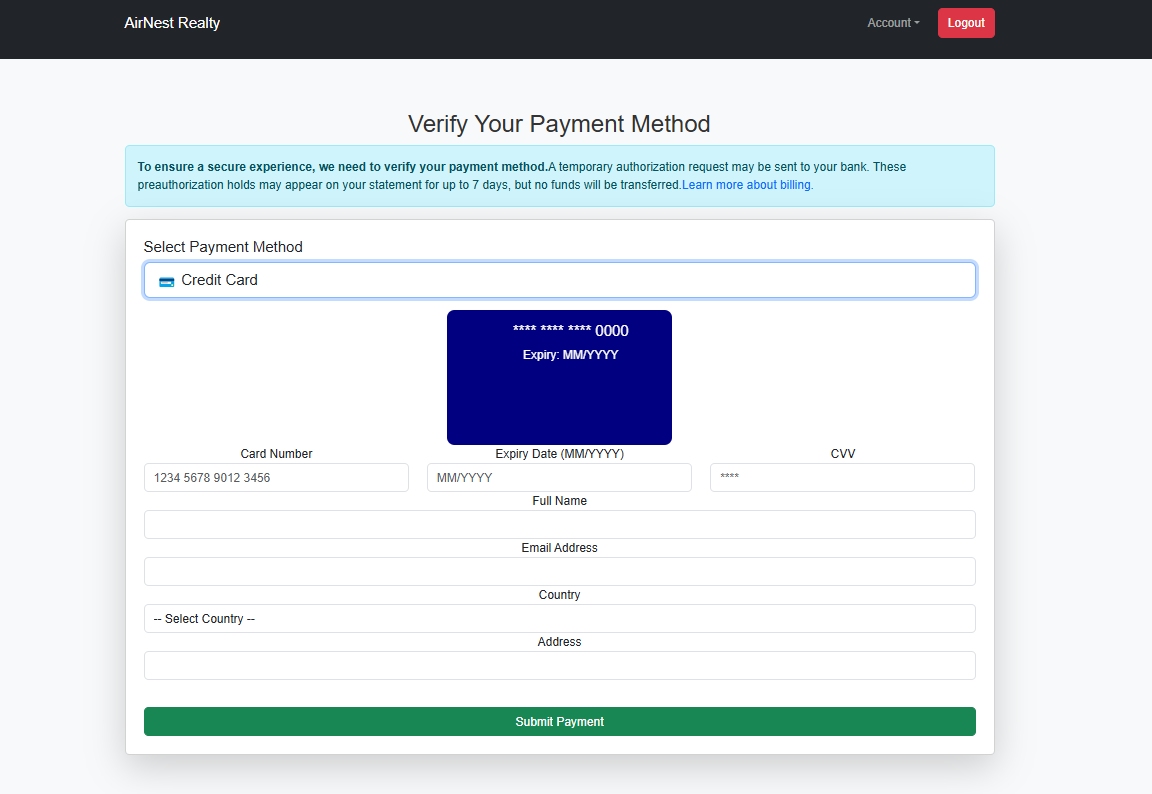 AirNest Realty Account Logout
Verify Your Payment Method
To ensure a secure experience, we need to verify your payment method.A temporary authorization request may be sent to your bank. These
preauthorization holds may appear on your statement for up to 7 days, but no funds will be transferred.Learn more about billing.
Select Payment Method
Credit Card
**** **** **** 0000
Expiry: MM/YYYY
Card Number Expiry Date (MM/YYYY) CVV
1234 5678 9012 3456 MM/YYYY ****
Full Name
Email Address
Country
-- Select Country --
Address
Submit Payment